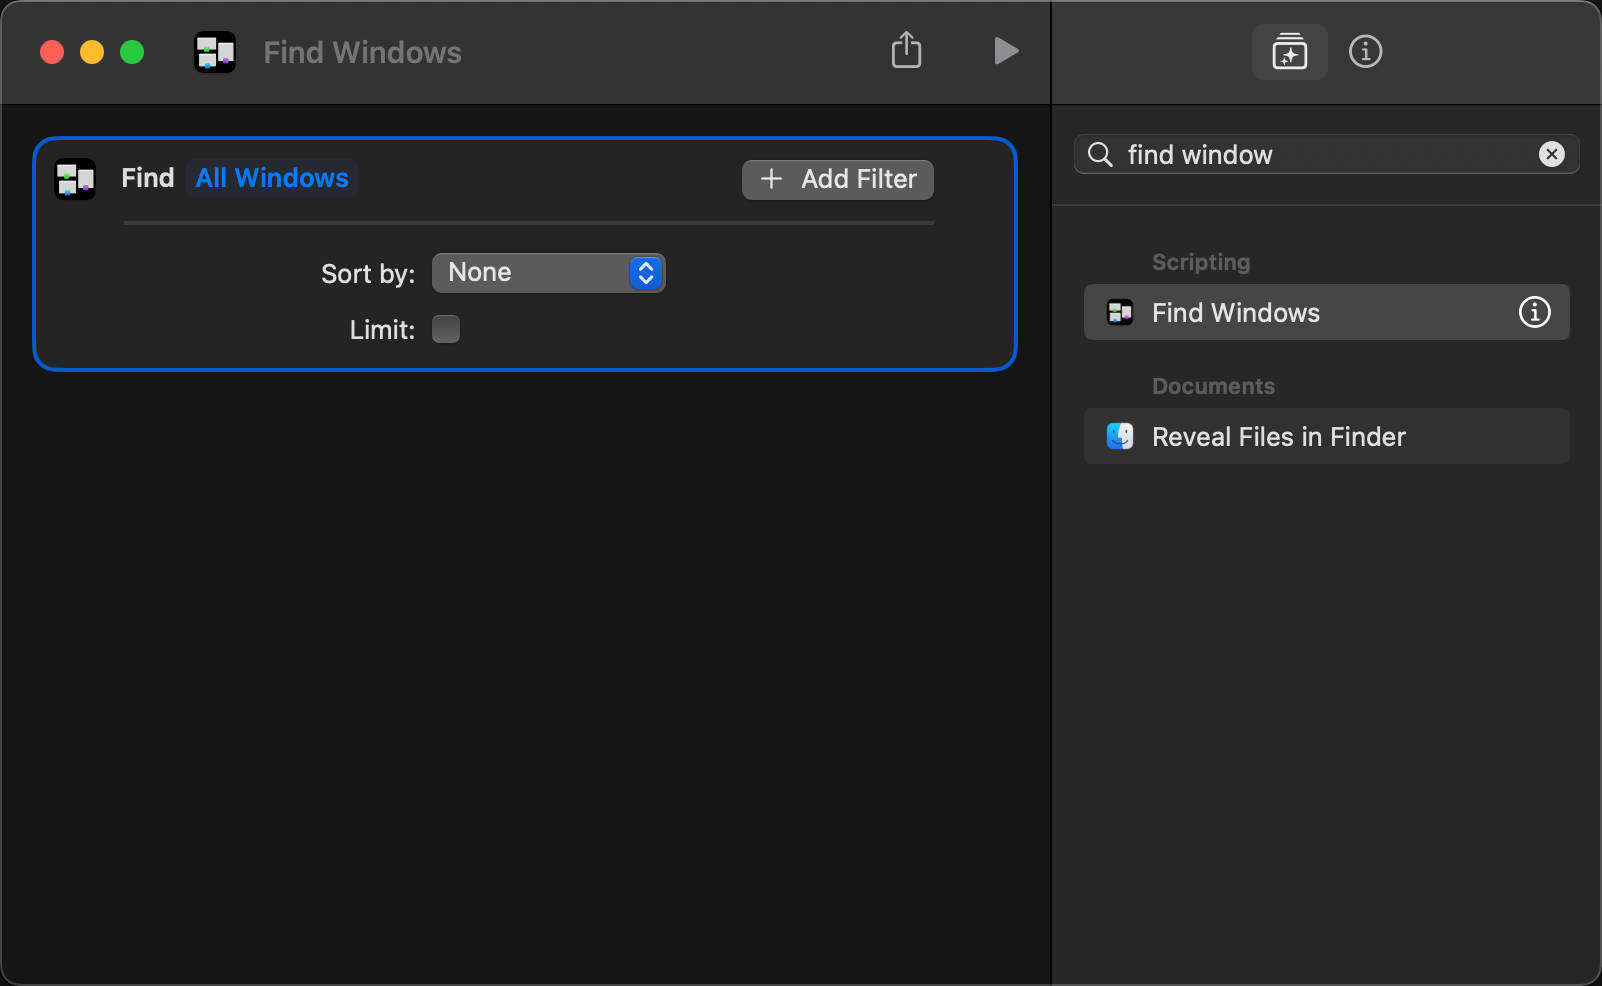 Find Windows
Find All Windows
Add Filter
Sort by: None
Limit:
find window
Scripting
Find Windows
Documents
Reveal Files in Finder